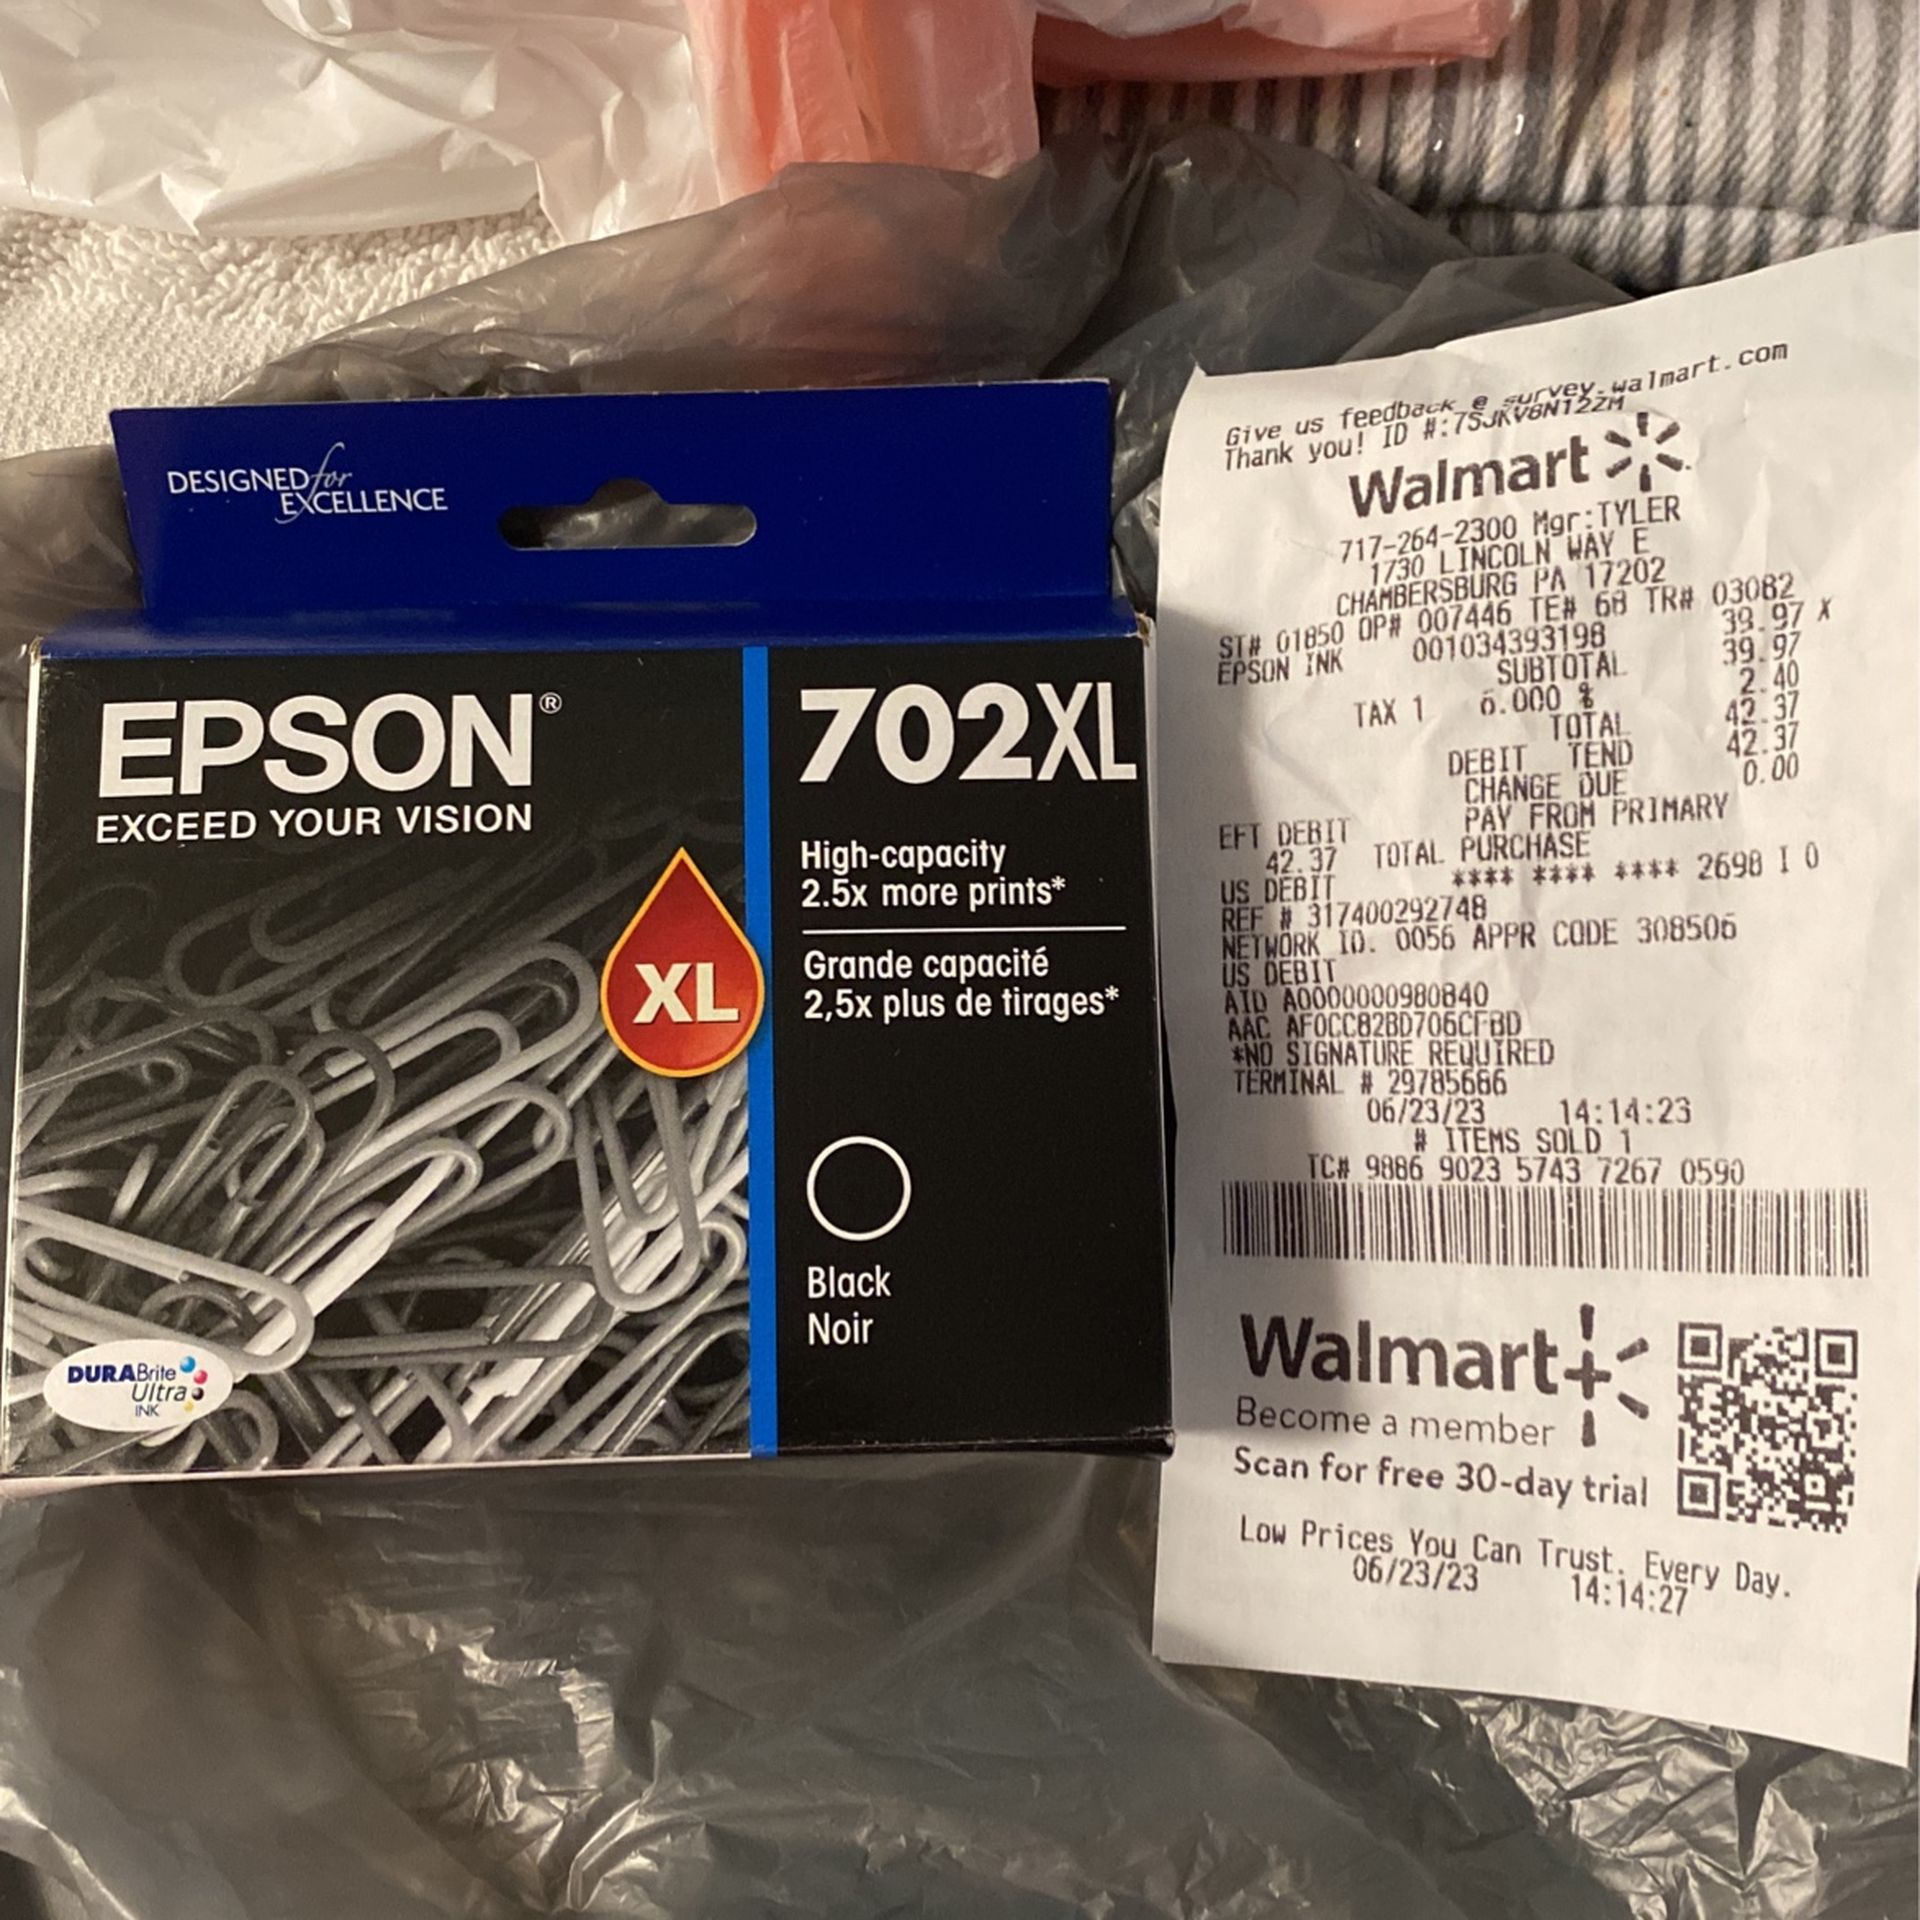 DESIGNED for
EXCELLENCE
EPSON®
EXCEED YOUR VISION
XL
DURABrite
Ultra
INK
702XL
High-capacity
2.5x more prints*
Grande capacité
2,5x plus de tirages*
Black
Noir
Give us feedback @ survey.walmart.com
Thank you! ID #:7SJKV8N12ZM
Walmart
717-264-2300 Mgr:TYLER
1730 LINCOLN WAY E
CHAMBERSBURG PA 17202
ST# 01850 OP# 007446 TE# 68 TR# 03082
EPSON INK 001034393198 39.97 X
SUBTOTAL 39.97
TAX 1 6.000 % 2.40
TOTAL 42.37
DEBIT TEND 42.37
CHANGE DUE 0.00
EFT DEBIT PAY FROM PRIMARY
42.37 TOTAL PURCHASE
US DEBIT **** **** **** 2698 I 0
REF # 317400292748
NETWORK ID. 0056 APPR CODE 308506
US DEBIT
AID A0000000980840
AAC AF0CC82BD706CFBD
*NO SIGNATURE REQUIRED
TERMINAL # 29785686
06/23/23 14:14:23
# ITEMS SOLD 1
TC# 9886 9023 5743 7267 0590
Walmart+
Become a member
Scan for free 30-day trial
Low Prices You Can Trust. Every Day.
06/23/23 14:14:27